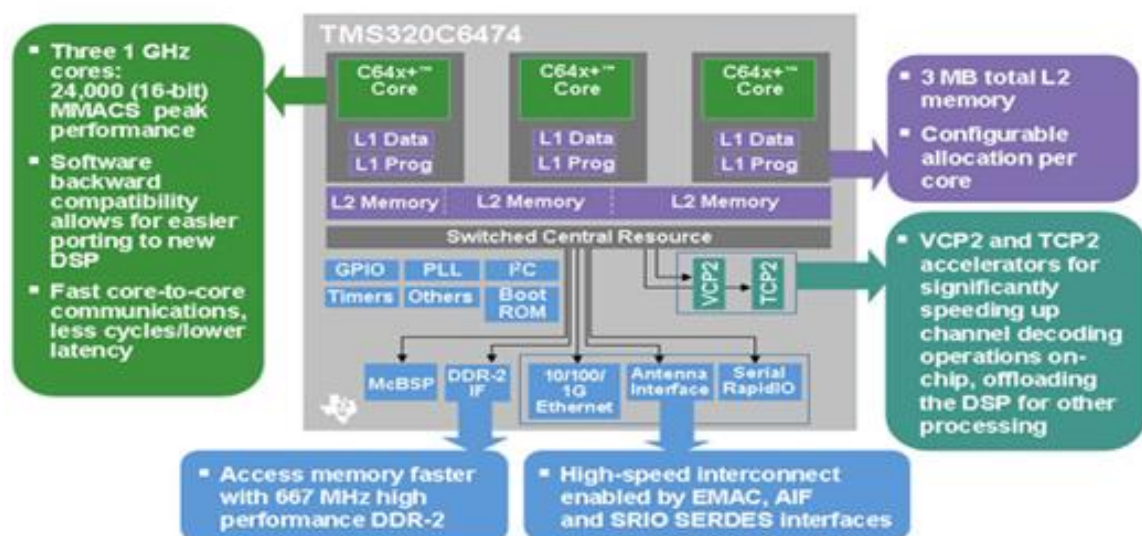 TMS320C6474
▪ Three 1 GHz
cores:
24,000 (16-bit)
MMACS peak
performance
▪ Software
backward
compatibility
allows for easier
porting to new
DSP
▪ Fast core-to-core
communications,
less cycles/lower
latency
C64x+™
Core
L1 Data
L1 Prog
C64x+™
Core
L1 Data
L1 Prog
C64x+™
Core
L1 Data
L1 Prog
L2 Memory
L2 Memory
L2 Memory
Switched Central Resource
▪ 3 MB total L2
memory
▪ Configurable
allocation per
core
GPIO
PLL
I²C
Timers
Others
Boot
ROM
VCP2
TCP2
▪ VCP2 and TCP2
accelerators for
significantly
speeding up
channel decoding
operations on-
chip, offloading
the DSP for other
processing
McBSP
DDR-2
IF
10/100/
1G
Ethernet
Antenna
Interface
Serial
RapidIO
▪ Access memory faster
with 667 MHz high
performance DDR-2
▪ High-speed interconnect
enabled by EMAC, AIF
and SRIO SERDES interfaces